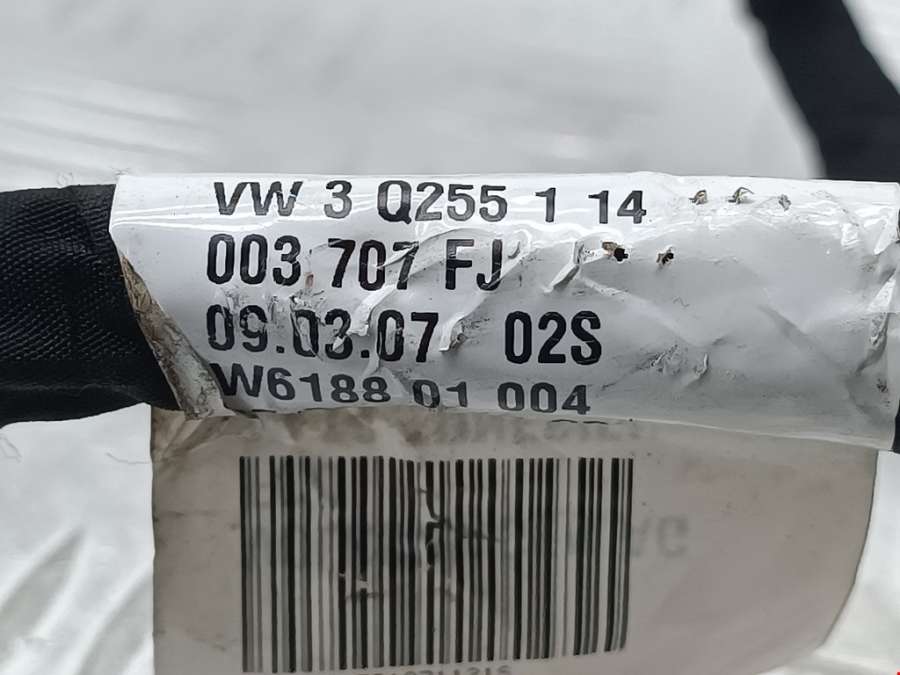 VW 3 Q255 1 14
003 707 FJ
09.03.07 02S
W6188 01 004